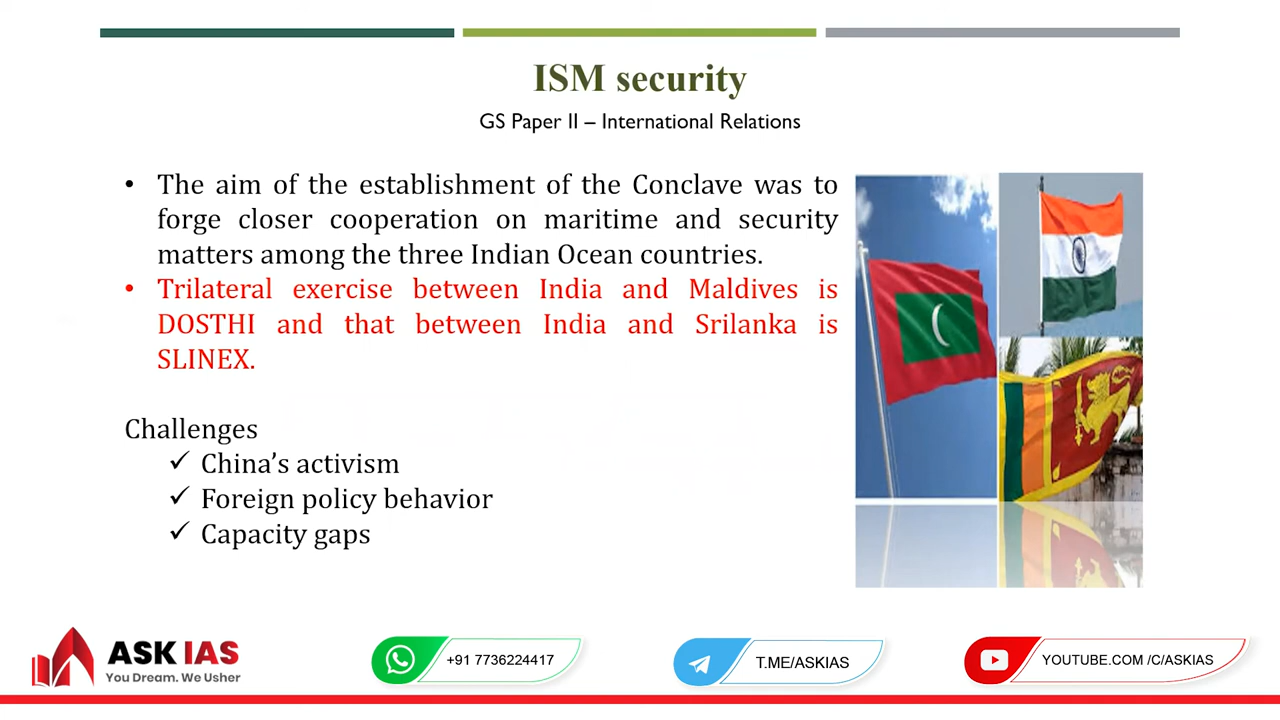 ISM security
GS Paper II – International Relations
• The aim of the establishment of the Conclave was to
forge closer cooperation on maritime and security
matters among the three Indian Ocean countries.
• Trilateral exercise between India and Maldives is
DOSTHI and that between India and Srilanka is
SLINEX.
Challenges
✓ China’s activism
✓ Foreign policy behavior
✓ Capacity gaps
ASK IAS
You Dream. We Usher
+91 7736224417
T.ME/ASKIAS
YOUTUBE.COM /C/ASKIAS